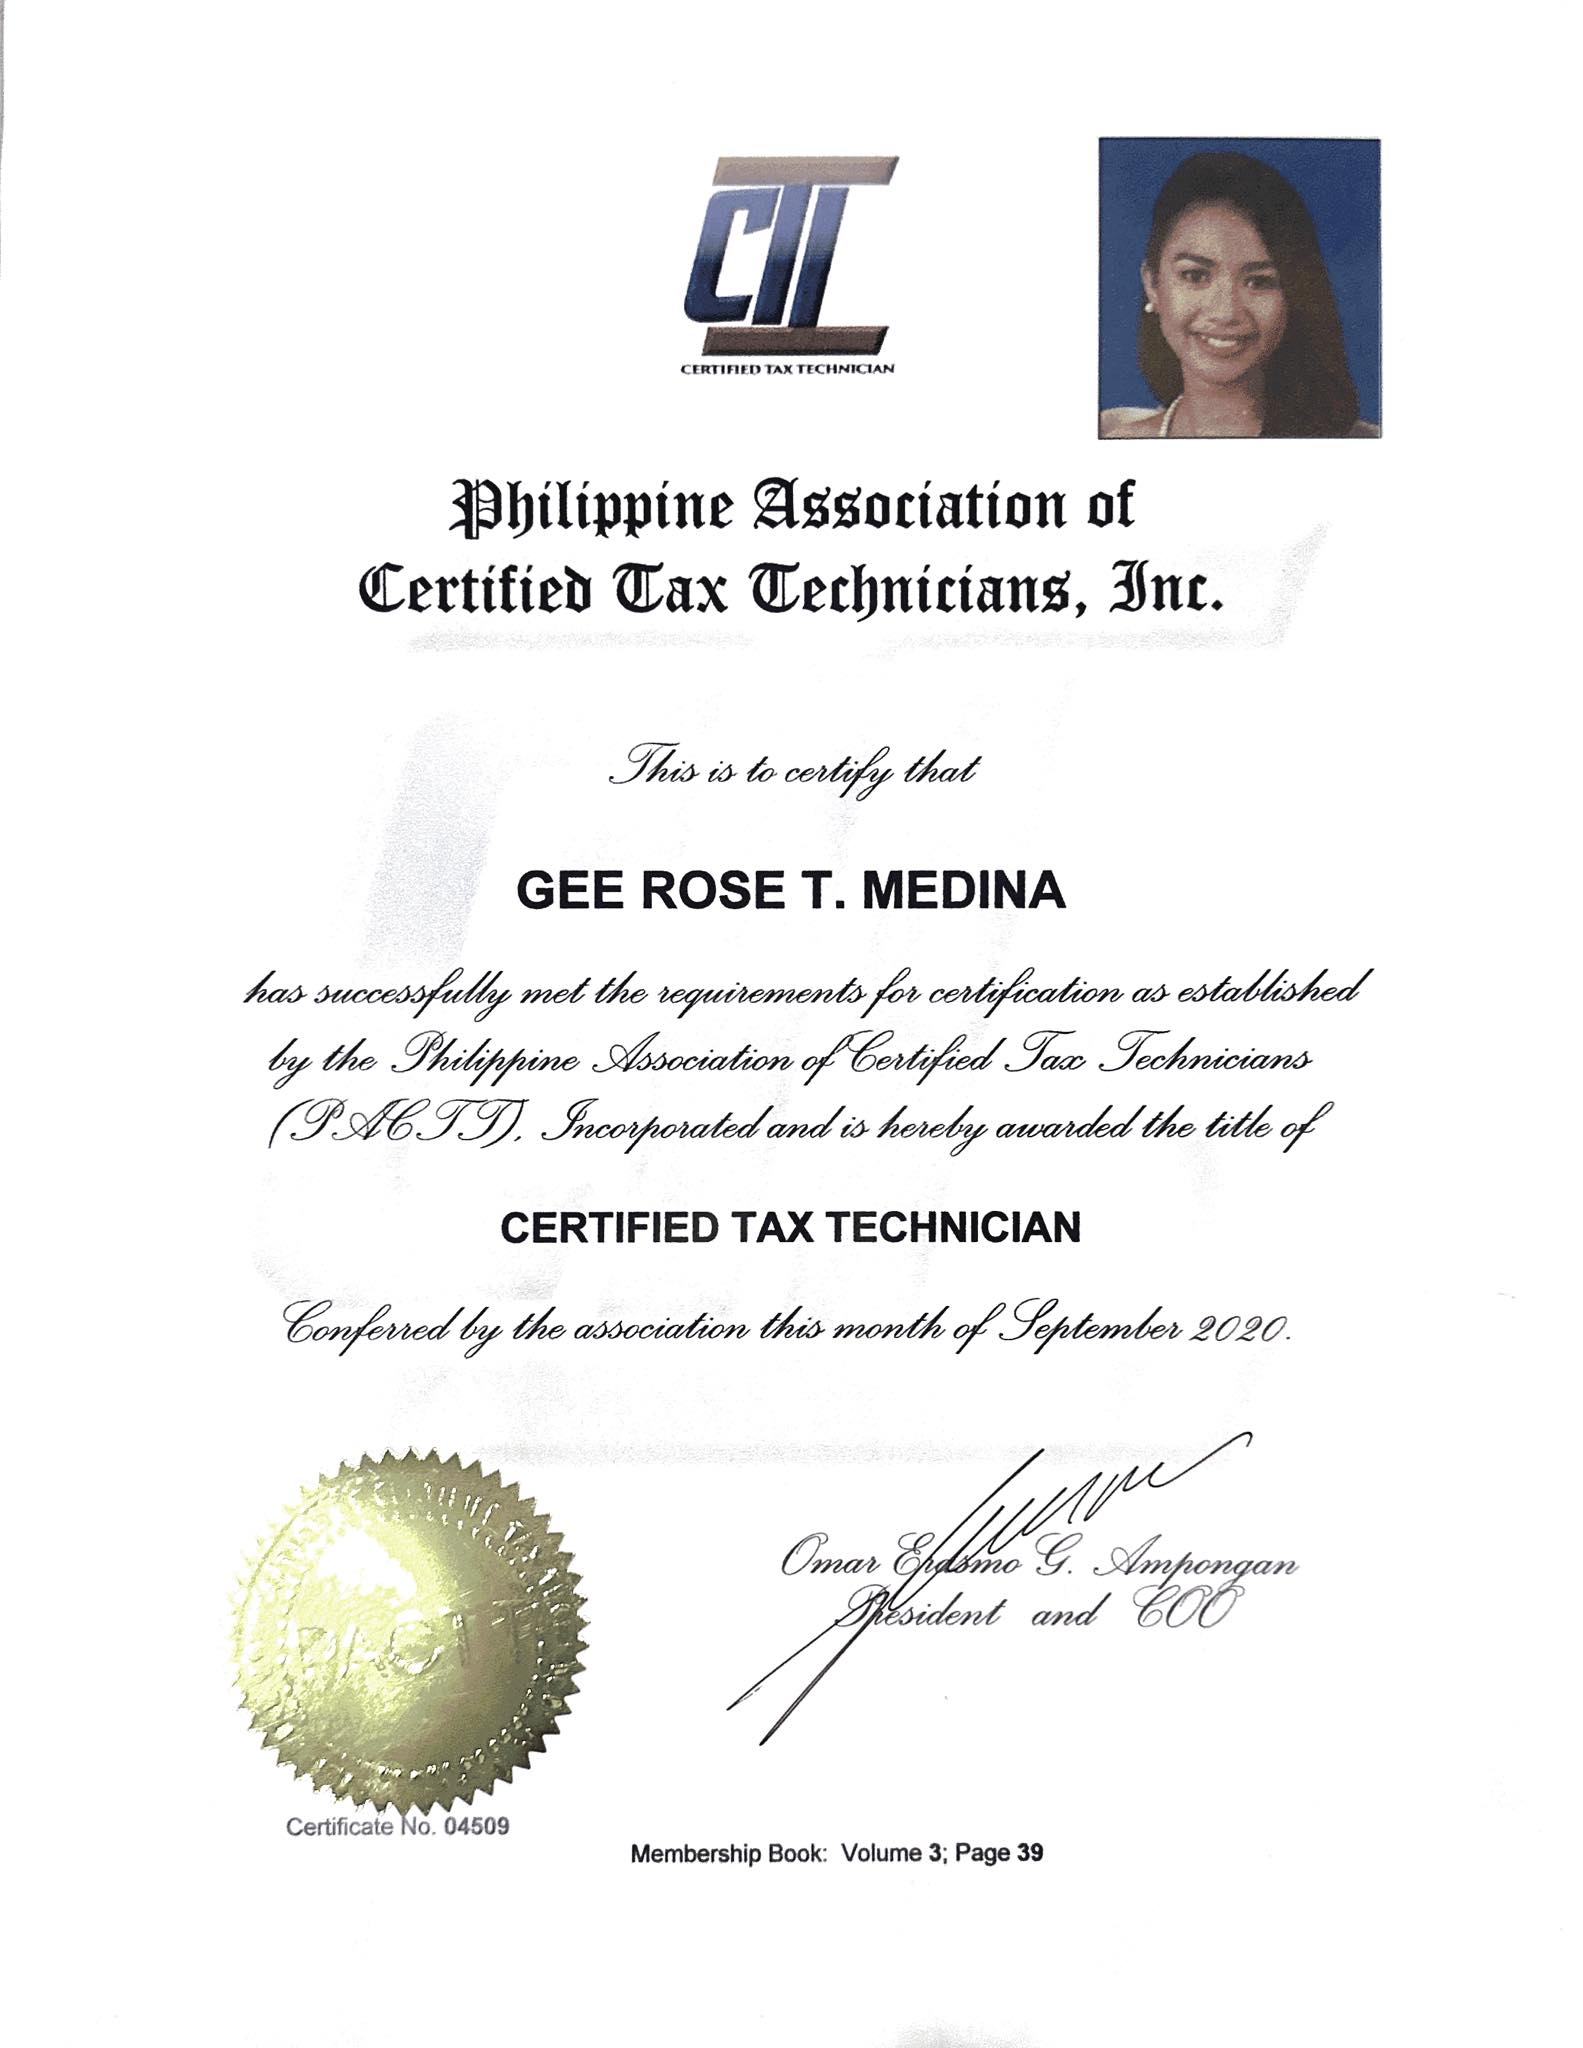 CTT
CERTIFIED TAX TECHNICIAN
Philippine Association of
Certified Tax Technicians, Inc.
This is to certify that
GEE ROSE T. MEDINA
has successfully met the requirements for certification as established
by the Philippine Association of Certified Tax Technicians
(PACTT), Incorporated and is hereby awarded the title of
CERTIFIED TAX TECHNICIAN
Conferred by the association this month of September 2020.
Omar Erasmo G. Ampongan
President and COO
PACTT
Certificate No. 04509
Membership Book: Volume 3; Page 39